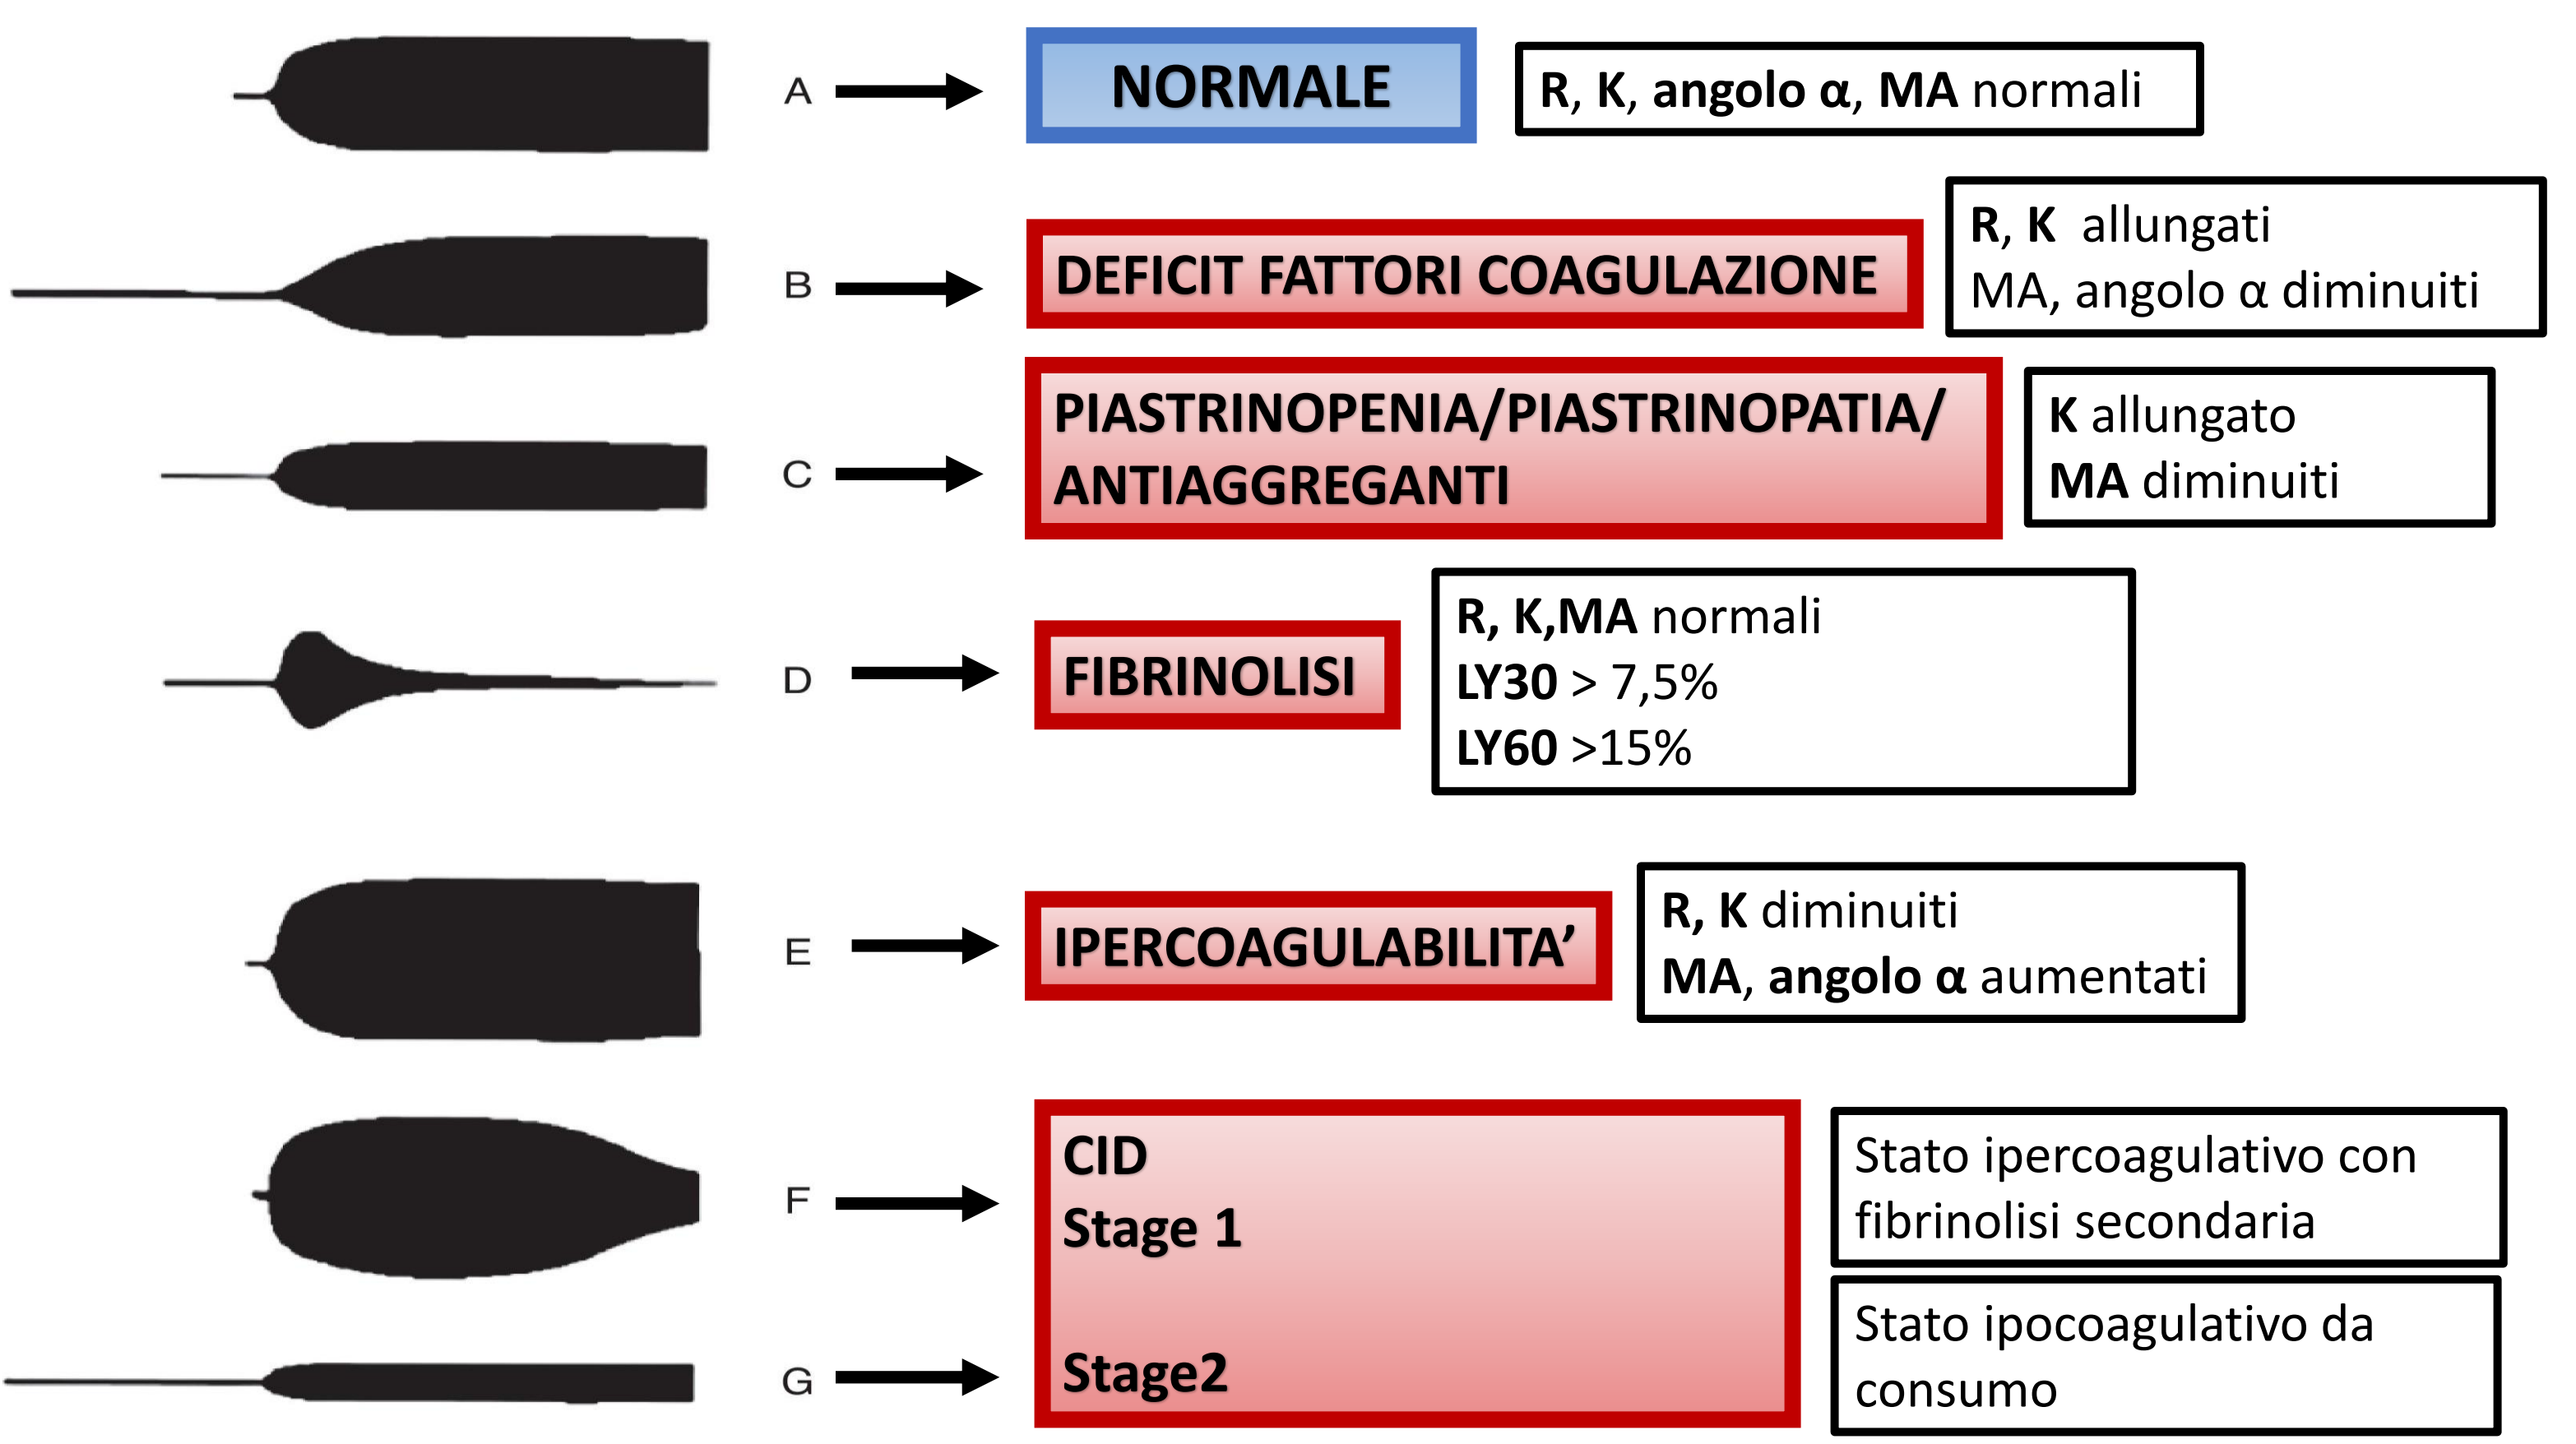 A
NORMALE
R, K, angolo α, MA normali
B
DEFICIT FATTORI COAGULAZIONE
R, K allungati
MA, angolo α diminuiti
C
PIASTRINOPENIA/PIASTRINOPATIA/
ANTIAGGREGANTI
K allungato
MA diminuiti
D
FIBRINOLISI
R, K,MA normali
LY30 > 7,5%
LY60 >15%
E
IPERCOAGULABILITA’
R, K diminuiti
MA, angolo α aumentati
F
CID
Stage 1
Stato ipercoagulativo con
fibrinolisi secondaria
G
Stage2
Stato ipocoagulativo da
consumo